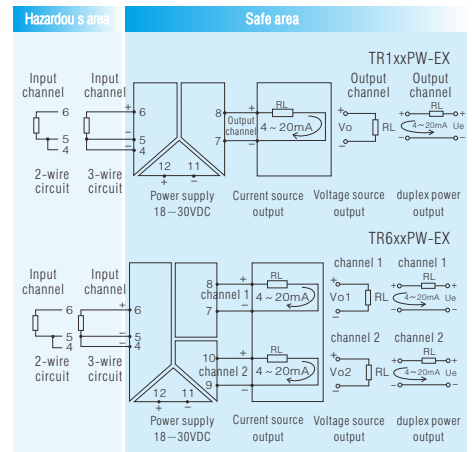 Hazardou s area
Safe area
TR1xxPW-EX
Input channel
Input channel
Output channel
Output channel
6
5
4
+
−
−
6
5
4
8
7
+
−
Output channel
RL
4~20mA
+
Vo
−
RL
+
RL
+
4~20mA
Ue
−
−
12
11
+
−
2-wire circuit
3-wire circuit
Power supply 18~30VDC
Current source output
Voltage source output
duplex power output
TR6xxPW-EX
Input channel
Input channel
channel 1
channel 1
6
5
4
+
−
−
6
5
4
8
7
+
−
channel 1
RL
4~20mA
+
Vo1
−
RL
+
RL
+
4~20mA
Ue
−
−
channel 2
channel 2
10
9
+
−
channel 2
RL
4~20mA
+
Vo2
−
RL
+
RL
+
4~20mA
Ue
−
−
12
11
+
−
2-wire circuit
3-wire circuit
Power supply 18~30VDC
Current source output
Voltage source output
duplex power output